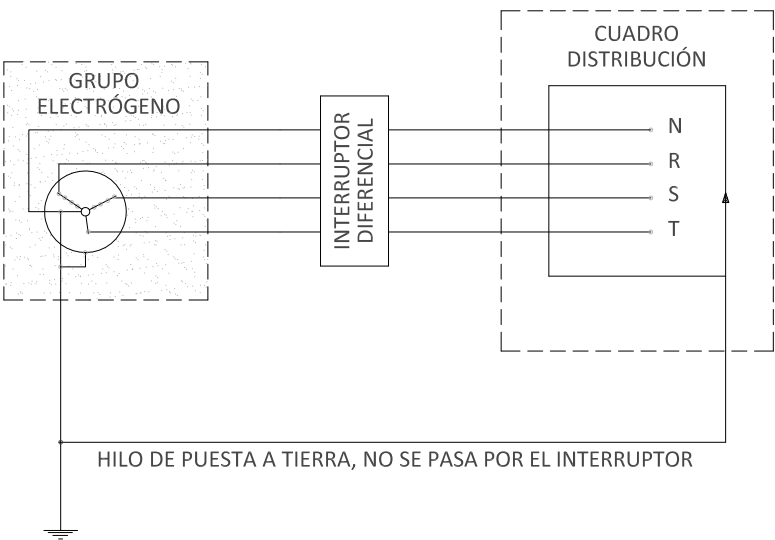 CUADRO
DISTRIBUCIÓN
GRUPO
ELECTRÓGENO
INTERRUPTOR
DIFERENCIAL
N
R
S
T
HILO DE PUESTA A TIERRA, NO SE PASA POR EL INTERRUPTOR